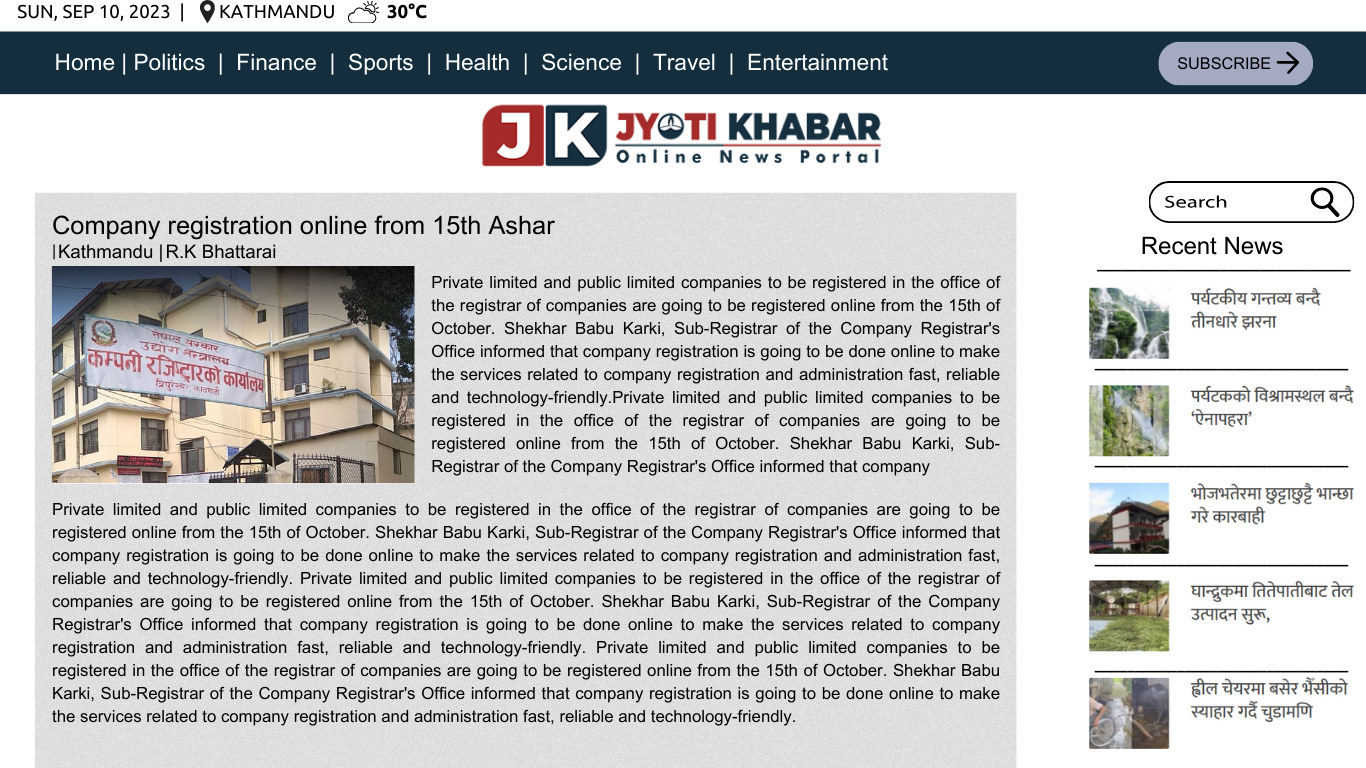 SUN, SEP 10, 2023 | KATHMANDU 30°C
Home | Politics | Finance | Sports | Health | Science | Travel | Entertainment
SUBSCRIBE
JK JYOTI KHABAR
Online News Portal
Search
Company registration online from 15th Ashar
|Kathmandu |R.K Bhattarai
नेपाल सरकार
उद्योग मन्त्रालय
कम्पनी रजिष्ट्रारको कार्यालय
त्रिपुरेश्वर, काठमाडौं
Private limited and public limited companies to be registered in the office of
the registrar of companies are going to be registered online from the 15th of
October. Shekhar Babu Karki, Sub-Registrar of the Company Registrar's
Office informed that company registration is going to be done online to make
the services related to company registration and administration fast, reliable
and technology-friendly.Private limited and public limited companies to be
registered in the office of the registrar of companies are going to be
registered online from the 15th of October. Shekhar Babu Karki, Sub-
Registrar of the Company Registrar's Office informed that company
Private limited and public limited companies to be registered in the office of the registrar of companies are going to be
registered online from the 15th of October. Shekhar Babu Karki, Sub-Registrar of the Company Registrar's Office informed that
company registration is going to be done online to make the services related to company registration and administration fast,
reliable and technology-friendly. Private limited and public limited companies to be registered in the office of the registrar of
companies are going to be registered online from the 15th of October. Shekhar Babu Karki, Sub-Registrar of the Company
Registrar's Office informed that company registration is going to be done online to make the services related to company
registration and administration fast, reliable and technology-friendly. Private limited and public limited companies to be
registered in the office of the registrar of companies are going to be registered online from the 15th of October. Shekhar Babu
Karki, Sub-Registrar of the Company Registrar's Office informed that company registration is going to be done online to make
the services related to company registration and administration fast, reliable and technology-friendly.
Recent News
पर्यटकीय गन्तव्य बन्दै
तीनधारे झरना
पर्यटकको विश्रामस्थल बन्दै
‘ऐनापहरा’
भोजभतेरमा छुट्टाछुट्टै भान्छा
गरे कारबाही
घान्द्रुकमा तितेपातीबाट तेल
उत्पादन सुरू,
ह्वील चेयरमा बसेर भैंसीको
स्याहार गर्दै चुडामणि